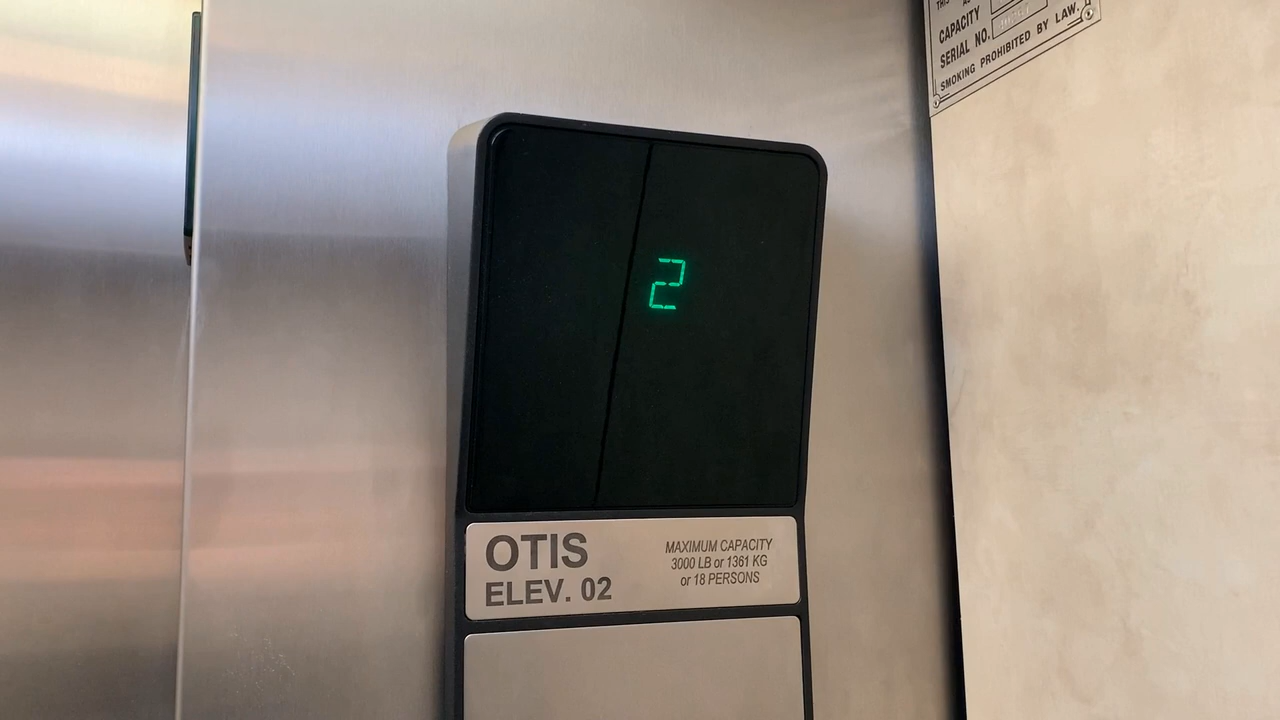 THIS
CAPACITY
SERIAL NO.
SMOKING PROHIBITED BY LAW.
2
OTIS
ELEV. 02
MAXIMUM CAPACITY
3000 LB or 1361 KG
or 18 PERSONS